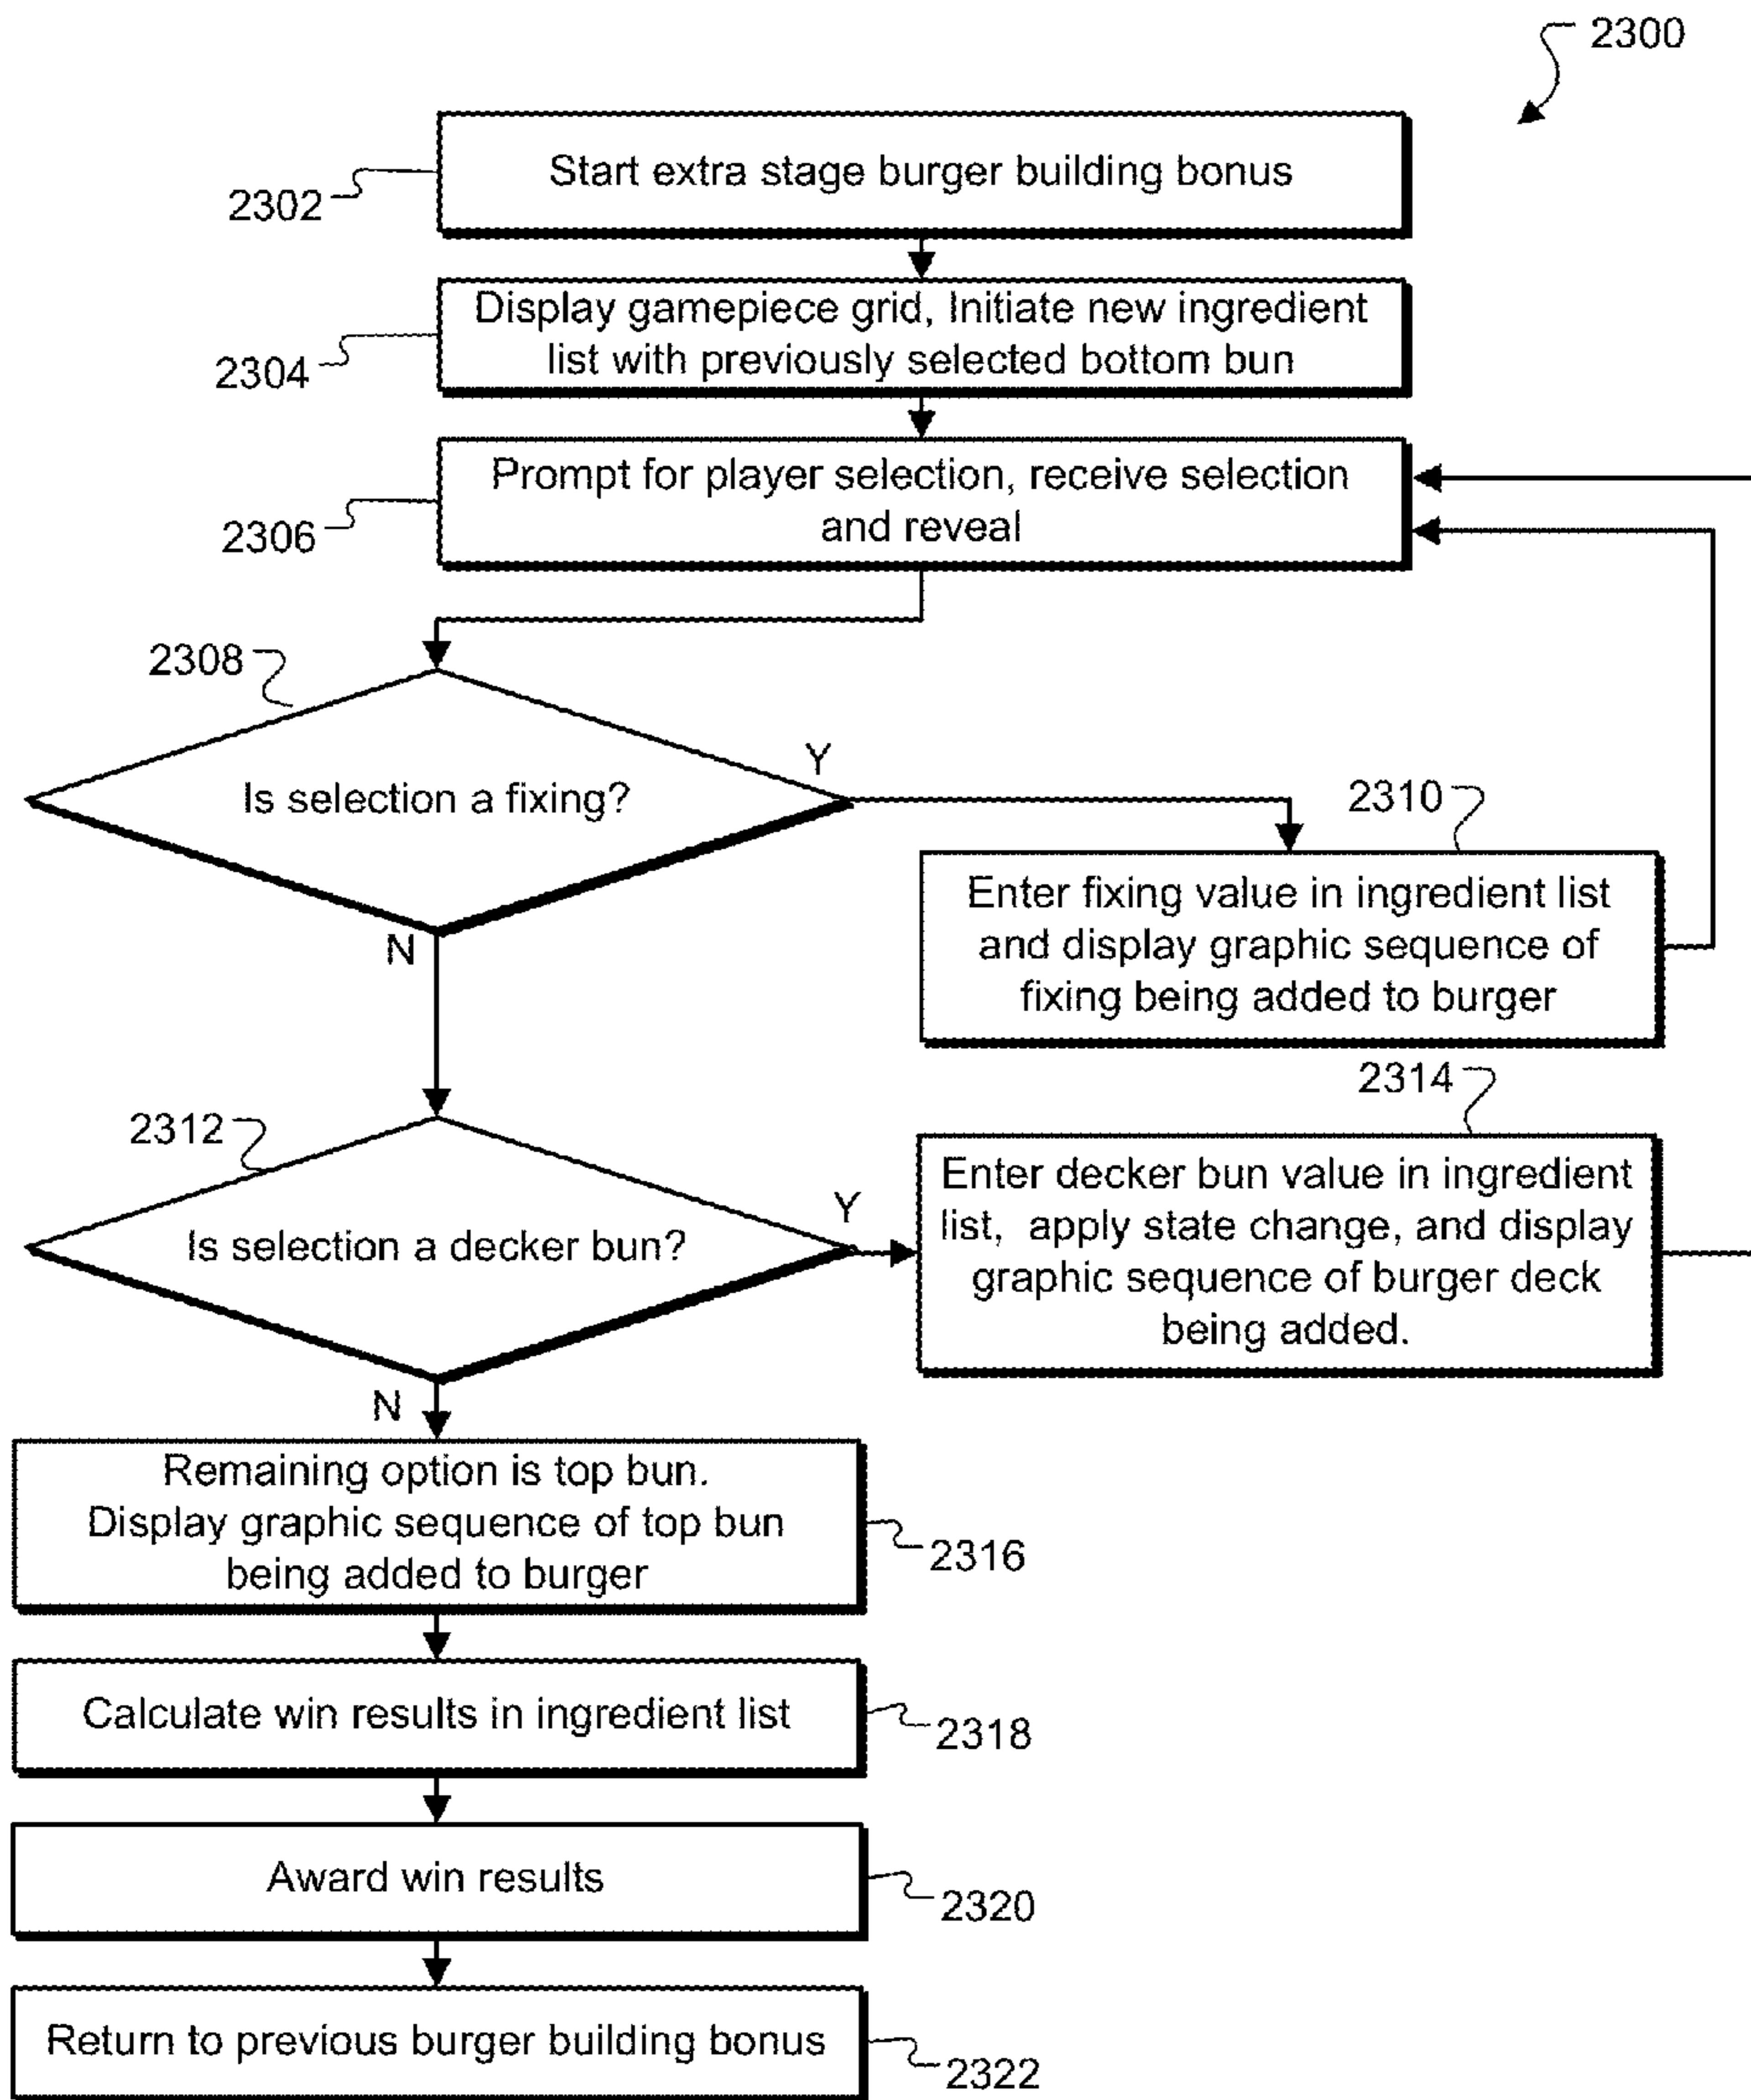 2300
Start extra stage burger building bonus
2302
Display gamepiece grid, Initiate new ingredient
list with previously selected bottom bun
2304
Prompt for player selection, receive selection
and reveal
2306
2308
Is selection a fixing?
Y
N
2310
Enter fixing value in ingredient list
and display graphic sequence of
fixing being added to burger
2312
Is selection a decker bun?
Y
N
2314
Enter decker bun value in ingredient
list, apply state change, and display
graphic sequence of burger deck
being added.
Remaining option is top bun.
Display graphic sequence of top bun
being added to burger
2316
Calculate win results in ingredient list
2318
Award win results
2320
Return to previous burger building bonus
2322